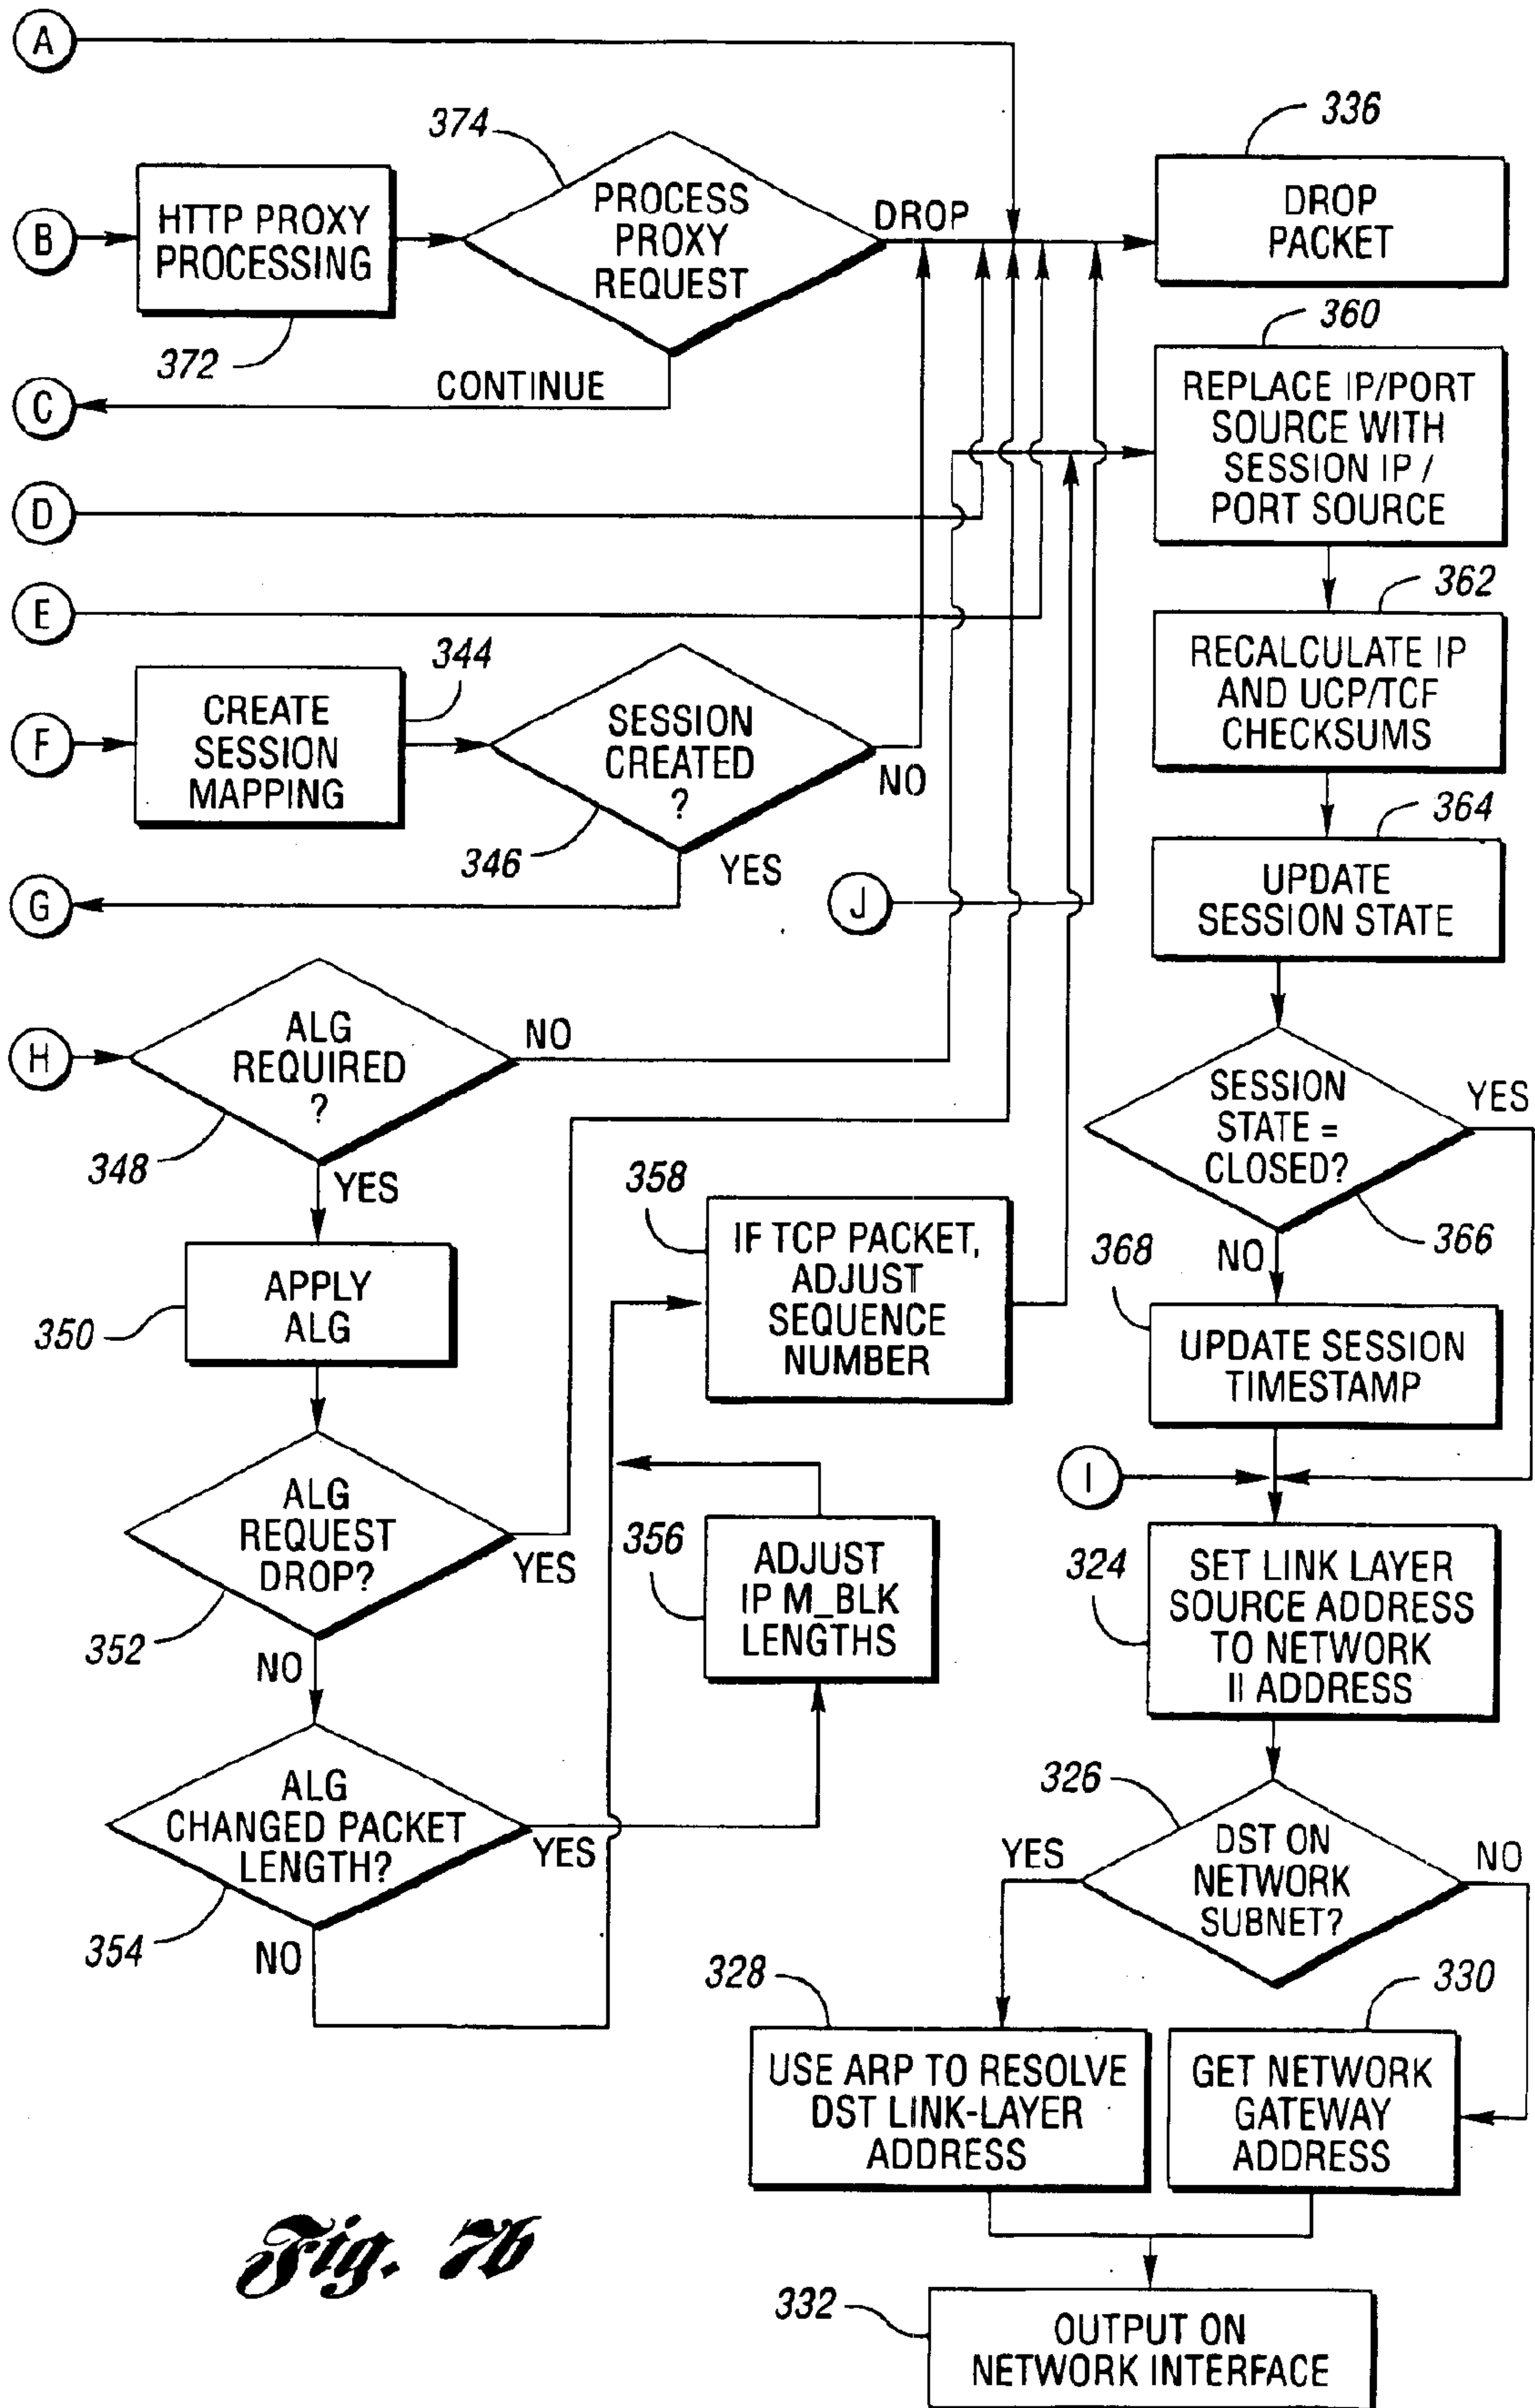 A
336
374
DROP
PACKET
B
HTTP PROXY
PROCESSING
PROCESS
PROXY
REQUEST
DROP
372
CONTINUE
C
360
REPLACE IP/PORT
SOURCE WITH
SESSION IP /
PORT SOURCE
D
E
362
RECALCULATE IP
AND UCP/TCF
CHECKSUMS
F
344
CREATE
SESSION
MAPPING
SESSION
CREATED
?
NO
346
YES
G
J
364
UPDATE
SESSION STATE
H
ALG
REQUIRED
?
NO
348
YES
SESSION
STATE =
CLOSED?
YES
366
NO
350
APPLY
ALG
358
IF TCP PACKET,
ADJUST
SEQUENCE
NUMBER
368
UPDATE SESSION
TIMESTAMP
I
ALG
REQUEST
DROP?
YES
352
NO
356
ADJUST
IP M_BLK
LENGTHS
324
SET LINK LAYER
SOURCE ADDRESS
TO NETWORK
II ADDRESS
ALG
CHANGED PACKET
LENGTH?
YES
354
NO
326
DST ON
NETWORK
SUBNET?
YES
NO
328
330
USE ARP TO RESOLVE
DST LINK-LAYER
ADDRESS
GET NETWORK
GATEWAY
ADDRESS
332
OUTPUT ON
NETWORK INTERFACE
Fig. 7b